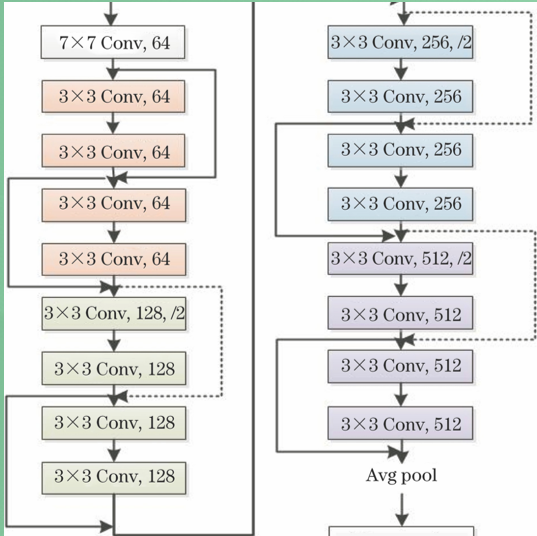 7×7 Conv, 64
3×3 Conv, 64
3×3 Conv, 64
3×3 Conv, 64
3×3 Conv, 64
3×3 Conv, 128, /2
3×3 Conv, 128
3×3 Conv, 128
3×3 Conv, 128
3×3 Conv, 256, /2
3×3 Conv, 256
3×3 Conv, 256
3×3 Conv, 256
3×3 Conv, 512, /2
3×3 Conv, 512
3×3 Conv, 512
3×3 Conv, 512
Avg pool